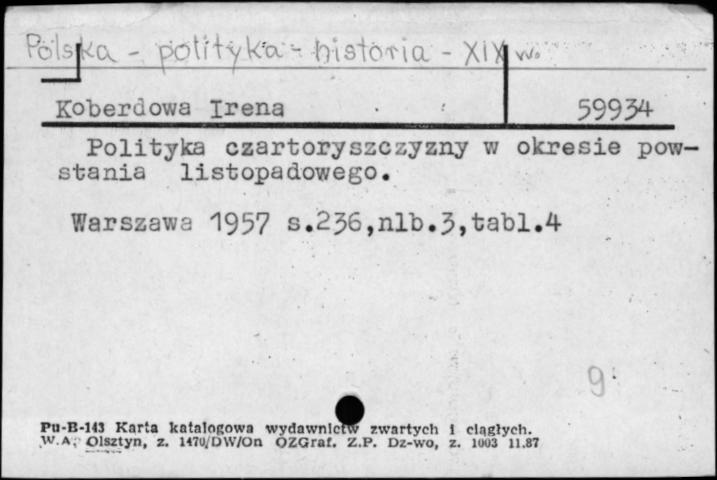 Polska - polityka - historia - XIX w.
Koberdowa Irena 59934
Polityka czartoryszczyzny w okresie pow-
stania listopadowego.
Warszawa 1957 s.236,nlb.3,tabl.4
9
Pu-B-143 Karta katalogowa wydawnictw zwartych i ciągłych.
W.A. Olsztyn, z. 1470/DW/On OZGraf. Z.P. Dz-wo, z. 1003 11.87